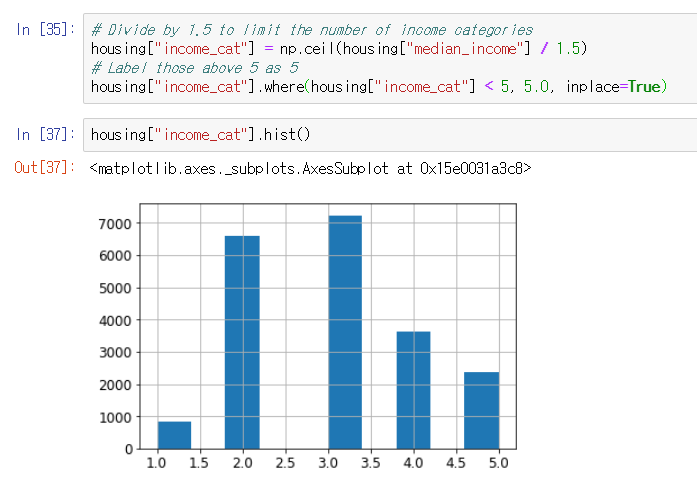 In [35]: # Divide by 1.5 to limit the number of income categories
housing["income_cat"] = np.ceil(housing["median_income"] / 1.5)
# Label those above 5 as 5
housing["income_cat"].where(housing["income_cat"] < 5, 5.0, inplace=True)
In [37]: housing["income_cat"].hist()
Out[37]: <matplotlib.axes._subplots.AxesSubplot at 0x15e0031a3c8>
7000
6000
5000
4000
3000
2000
1000
0
1.0 1.5 2.0 2.5 3.0 3.5 4.0 4.5 5.0